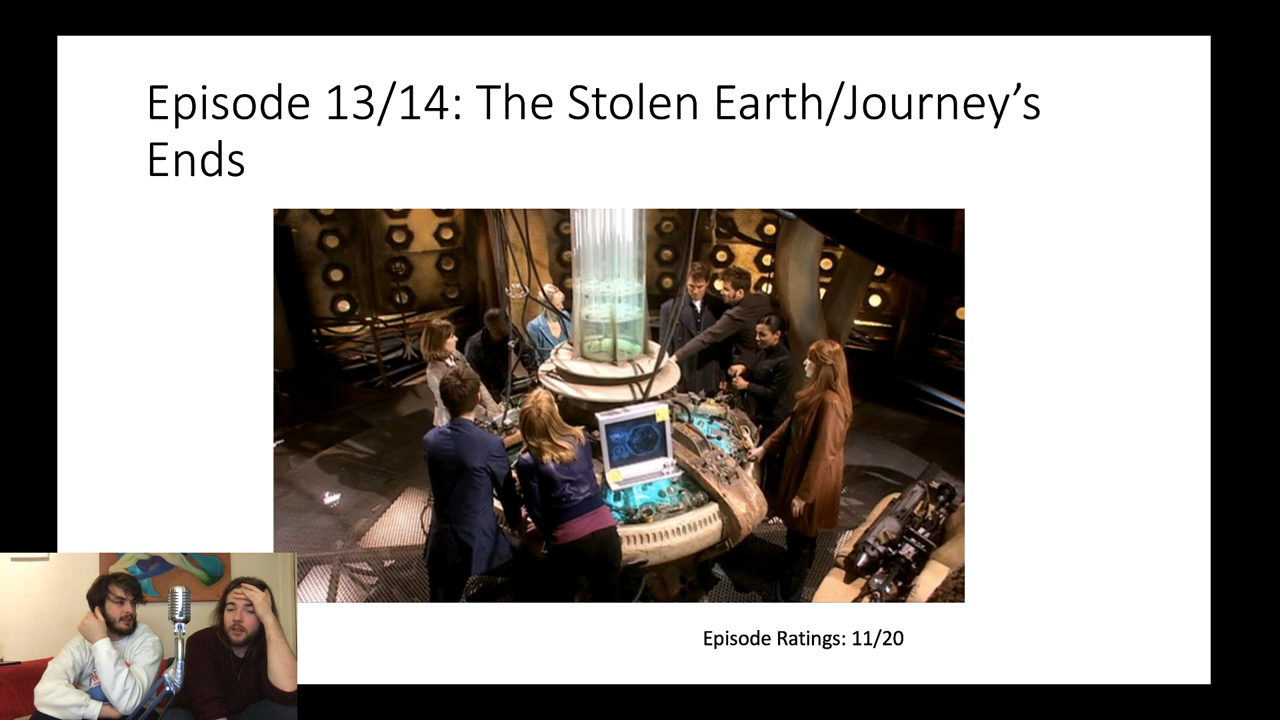 Episode 13/14: The Stolen Earth/Journey’s
Ends
Episode Ratings: 11/20